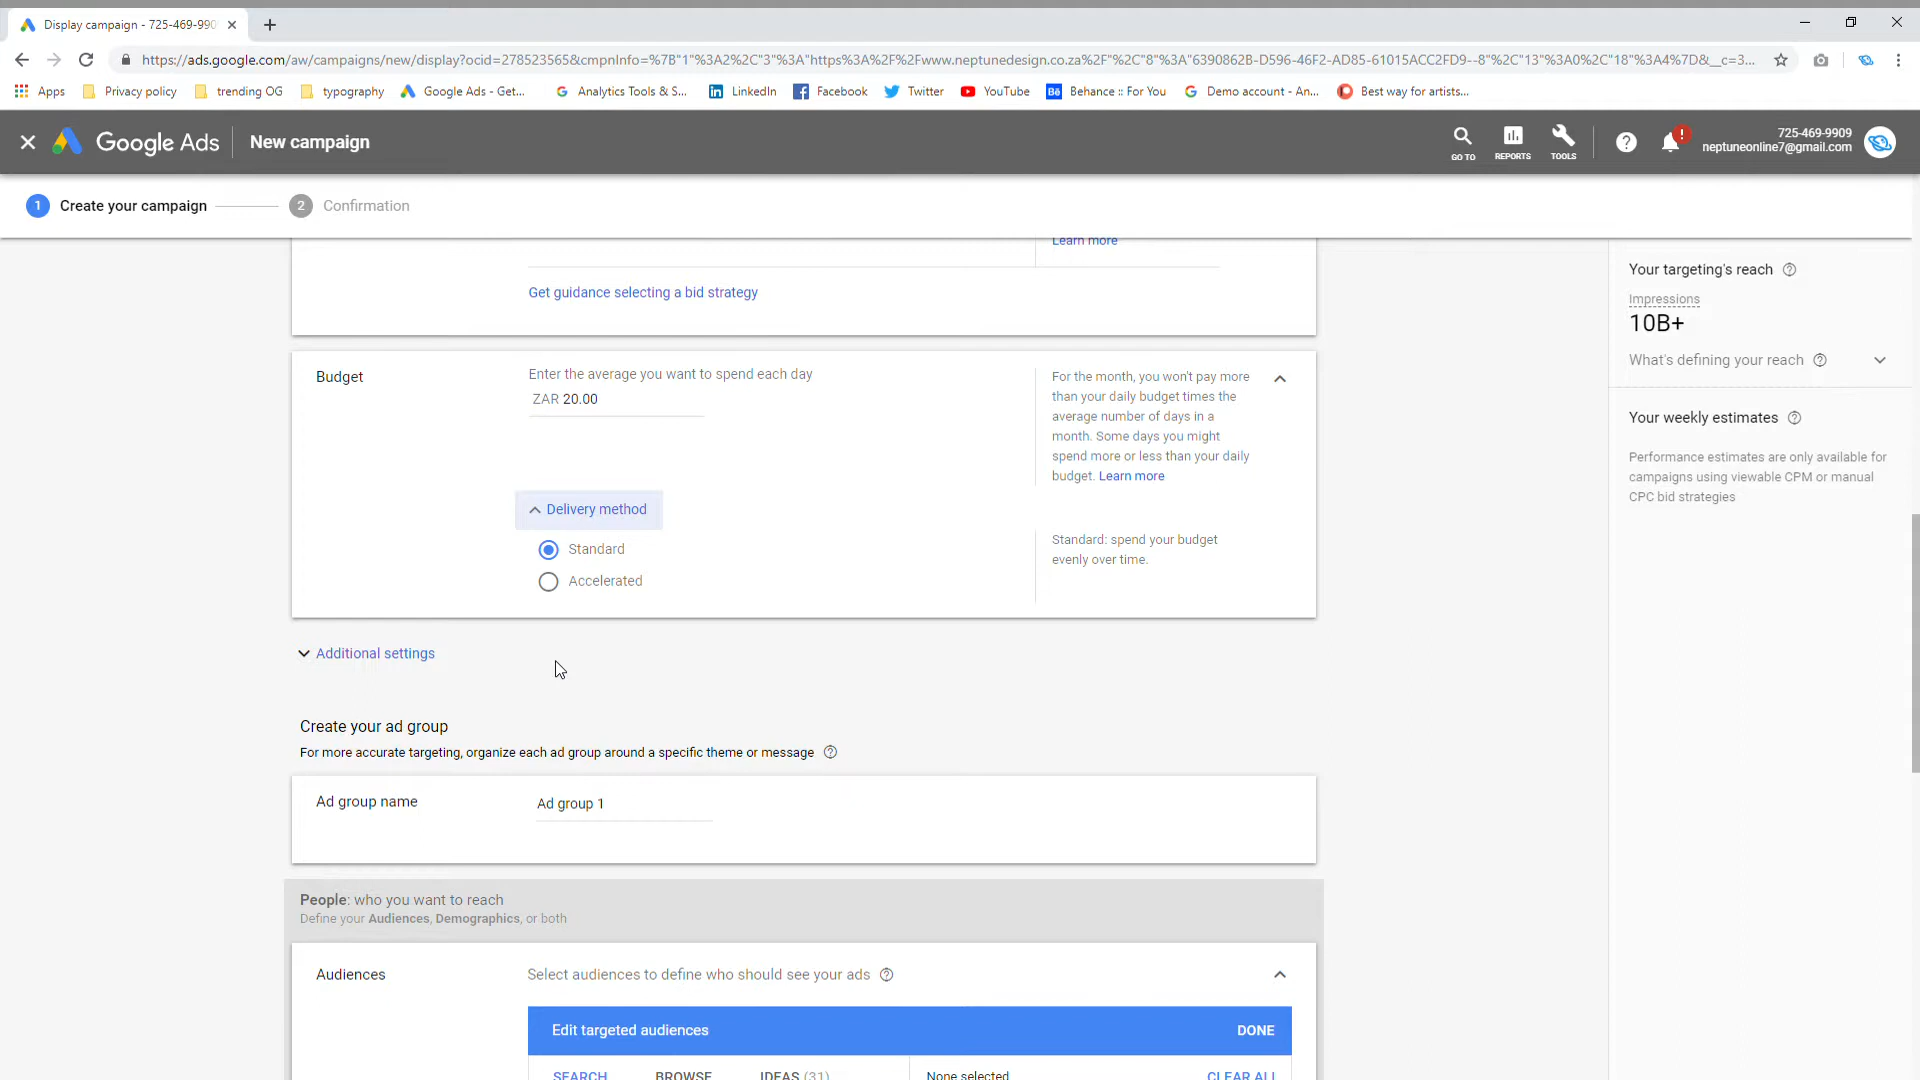 Display campaign - 725-469-990
https://ads.google.com/aw/campaigns/new/display?ocid=278523565&cmpnInfo=%7B"1"%3A2%2C"3"%3A"https%3A%2F%2Fwww.neptunedesign.co.za%2F"%2C"8"%3A"6390862B-D596-46F2-AD85-61015ACC2FD9--8"%2C"13"%3A0%2C"18"%3A4%7D&__c=3...
Apps
Privacy policy
trending OG
typography
Google Ads - Get...
Analytics Tools & S...
LinkedIn
Facebook
Twitter
YouTube
Bē
Behance :: For You
Demo account - An...
Best way for artists...
Google Ads
New campaign
GO TO
REPORTS
TOOLS
!
725-469-9909
neptuneonline7@gmail.com
1 Create your campaign
2 Confirmation
Learn more
Get guidance selecting a bid strategy
Budget
Enter the average you want to spend each day
ZAR 20.00
For the month, you won't pay more
than your daily budget times the
average number of days in a
month. Some days you might
spend more or less than your daily
budget. Learn more
Delivery method
Standard
Accelerated
Standard: spend your budget
evenly over time.
Additional settings
Create your ad group
For more accurate targeting, organize each ad group around a specific theme or message
Ad group name
Ad group 1
People: who you want to reach
Define your Audiences, Demographics, or both
Audiences
Select audiences to define who should see your ads
Edit targeted audiences
DONE
SEARCH
BROWSE
IDEAS (31)
None selected
CLEAR ALL
Your targeting's reach
Impressions
10B+
What's defining your reach
Your weekly estimates
Performance estimates are only available for
campaigns using viewable CPM or manual
CPC bid strategies